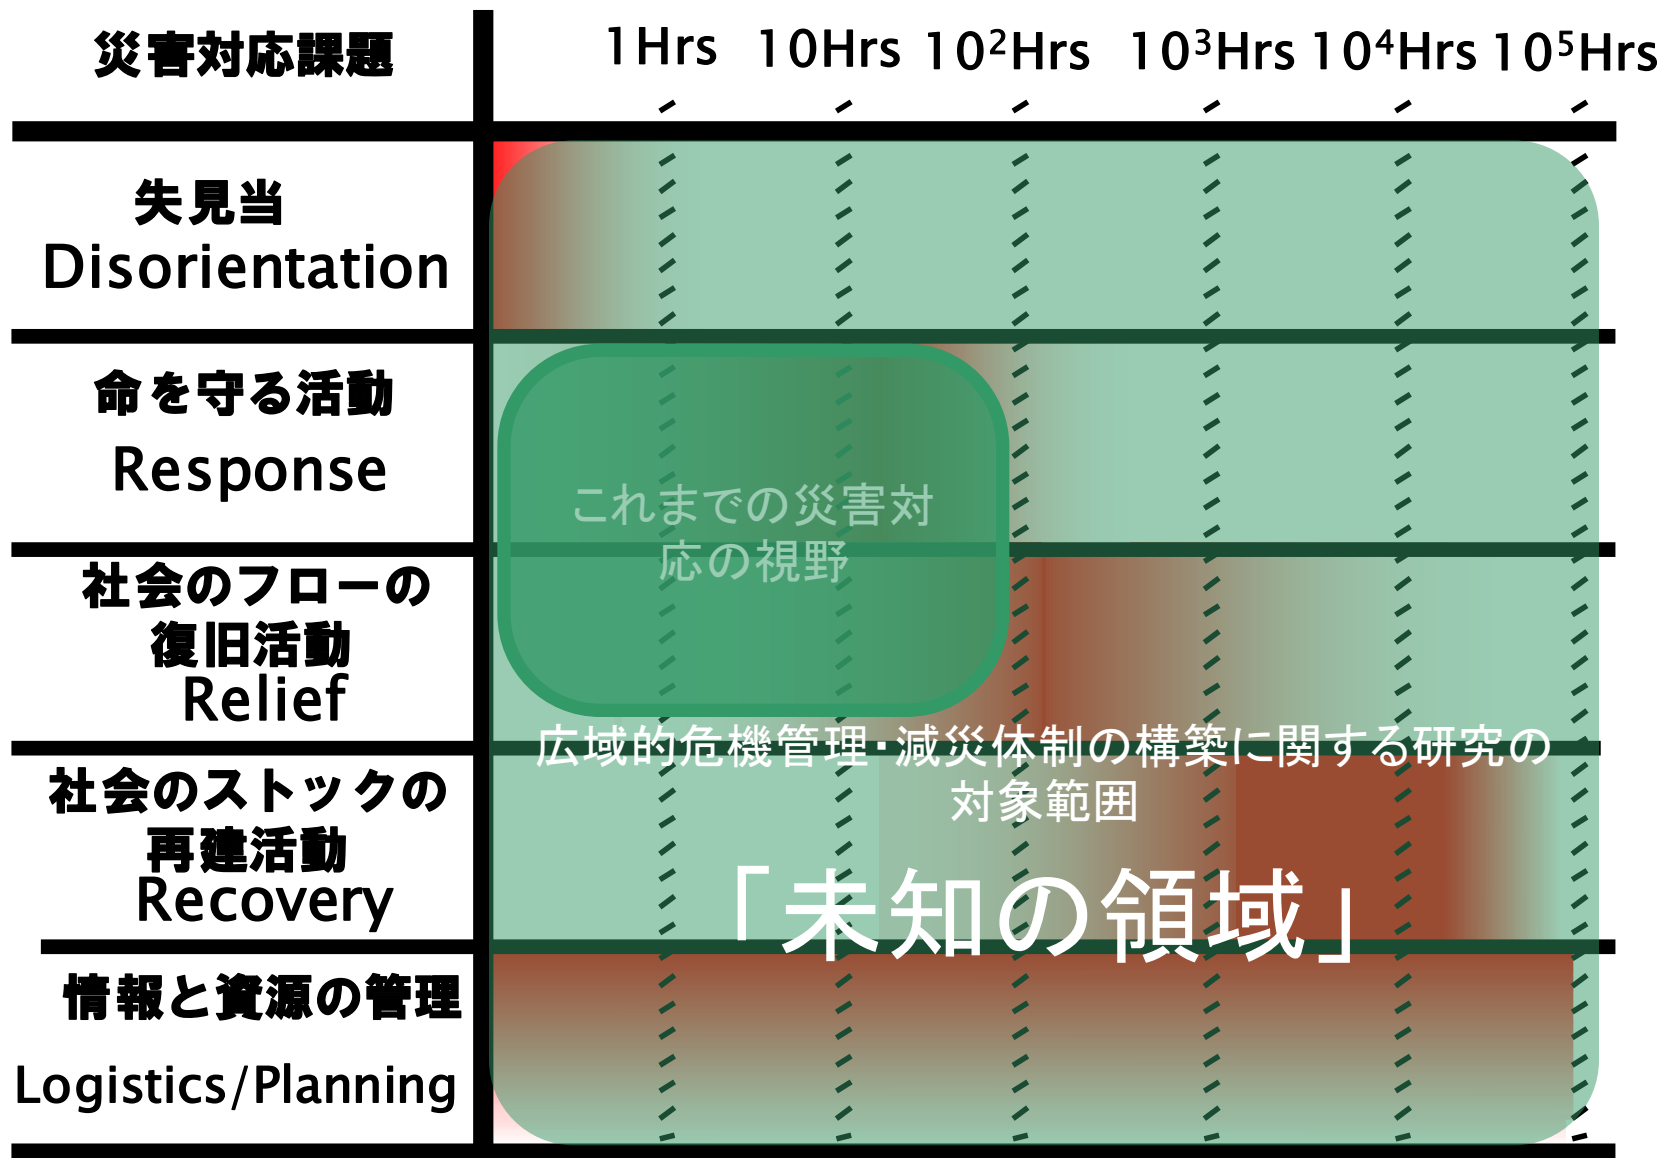 災害対応課題
1Hrs 10Hrs 10²Hrs 10³Hrs 10⁴Hrs 10⁵Hrs
失見当
Disorientation
命を守る活動
Response
これまでの災害対
応の視野
社会のフローの
復旧活動
Relief
広域的危機管理・減災体制の構築に関する研究の
対象範囲
社会のストックの
再建活動
Recovery
「未知の領域」
情報と資源の管理
Logistics/Planning